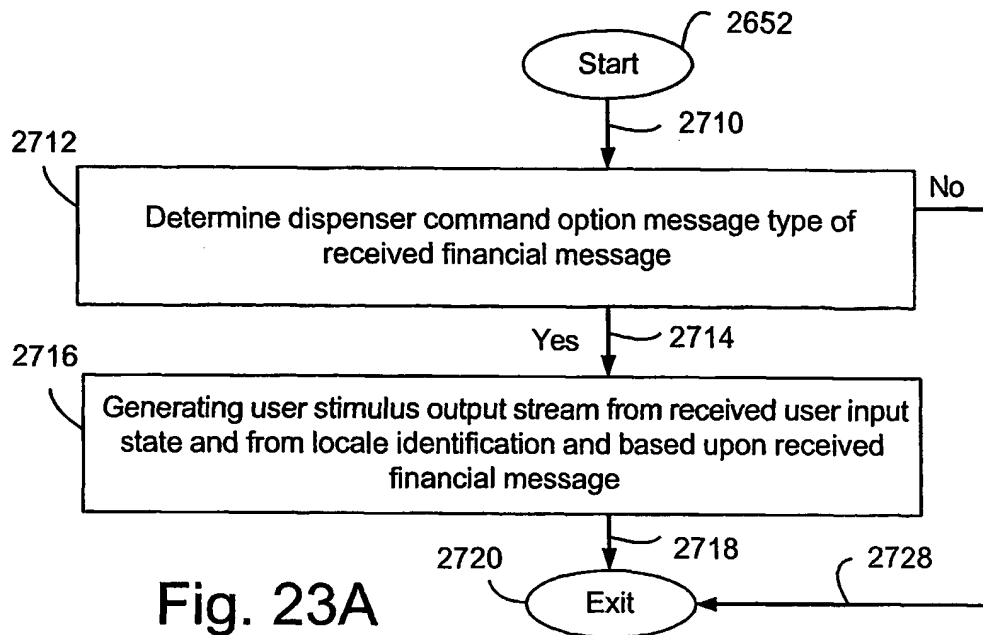 2652
Start
2710
2712
No
Determine dispenser command option message type of
received financial message
Yes
2714
2716
Generating user stimulus output stream from received user input
state and from locale identification and based upon received
financial message
2718
2720
2728
Exit
Fig. 23A